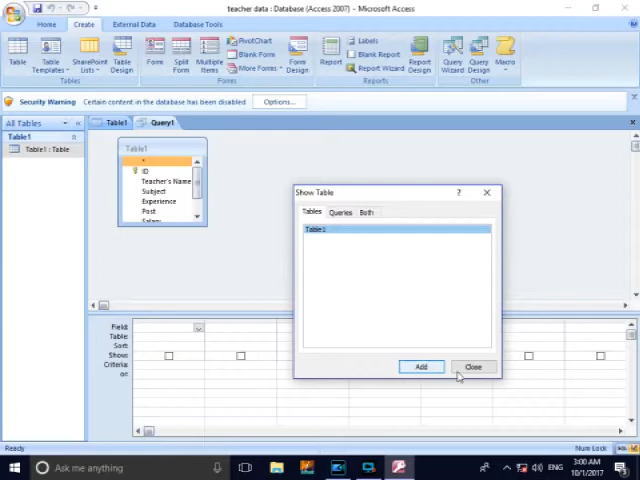 teacher data : Database (Access 2007) - Microsoft Access
Home Create External Data Database Tools
Table Table Templates SharePoint Lists Table Design
Tables
Form Split Form Multiple Items PivotChart Blank Form More Forms Form Design
Forms
Report Labels Blank Report Report Wizard Report Design
Reports
Query Wizard Query Design Macro
Other
Security Warning Certain content in the database has been disabled Options...
All Tables
Table1
Table1 : Table
Table1 Query1
Table1
*
ID
Teacher's Name
Subject
Experience
Post
Salary
Show Table
? ×
Tables Queries Both
Table1
Add Close
Field:
Table:
Sort:
Show:
Criteria:
or:
Ready
Num Lock
SQL
Ask me anything
ENG
3:00 AM
10/1/2017